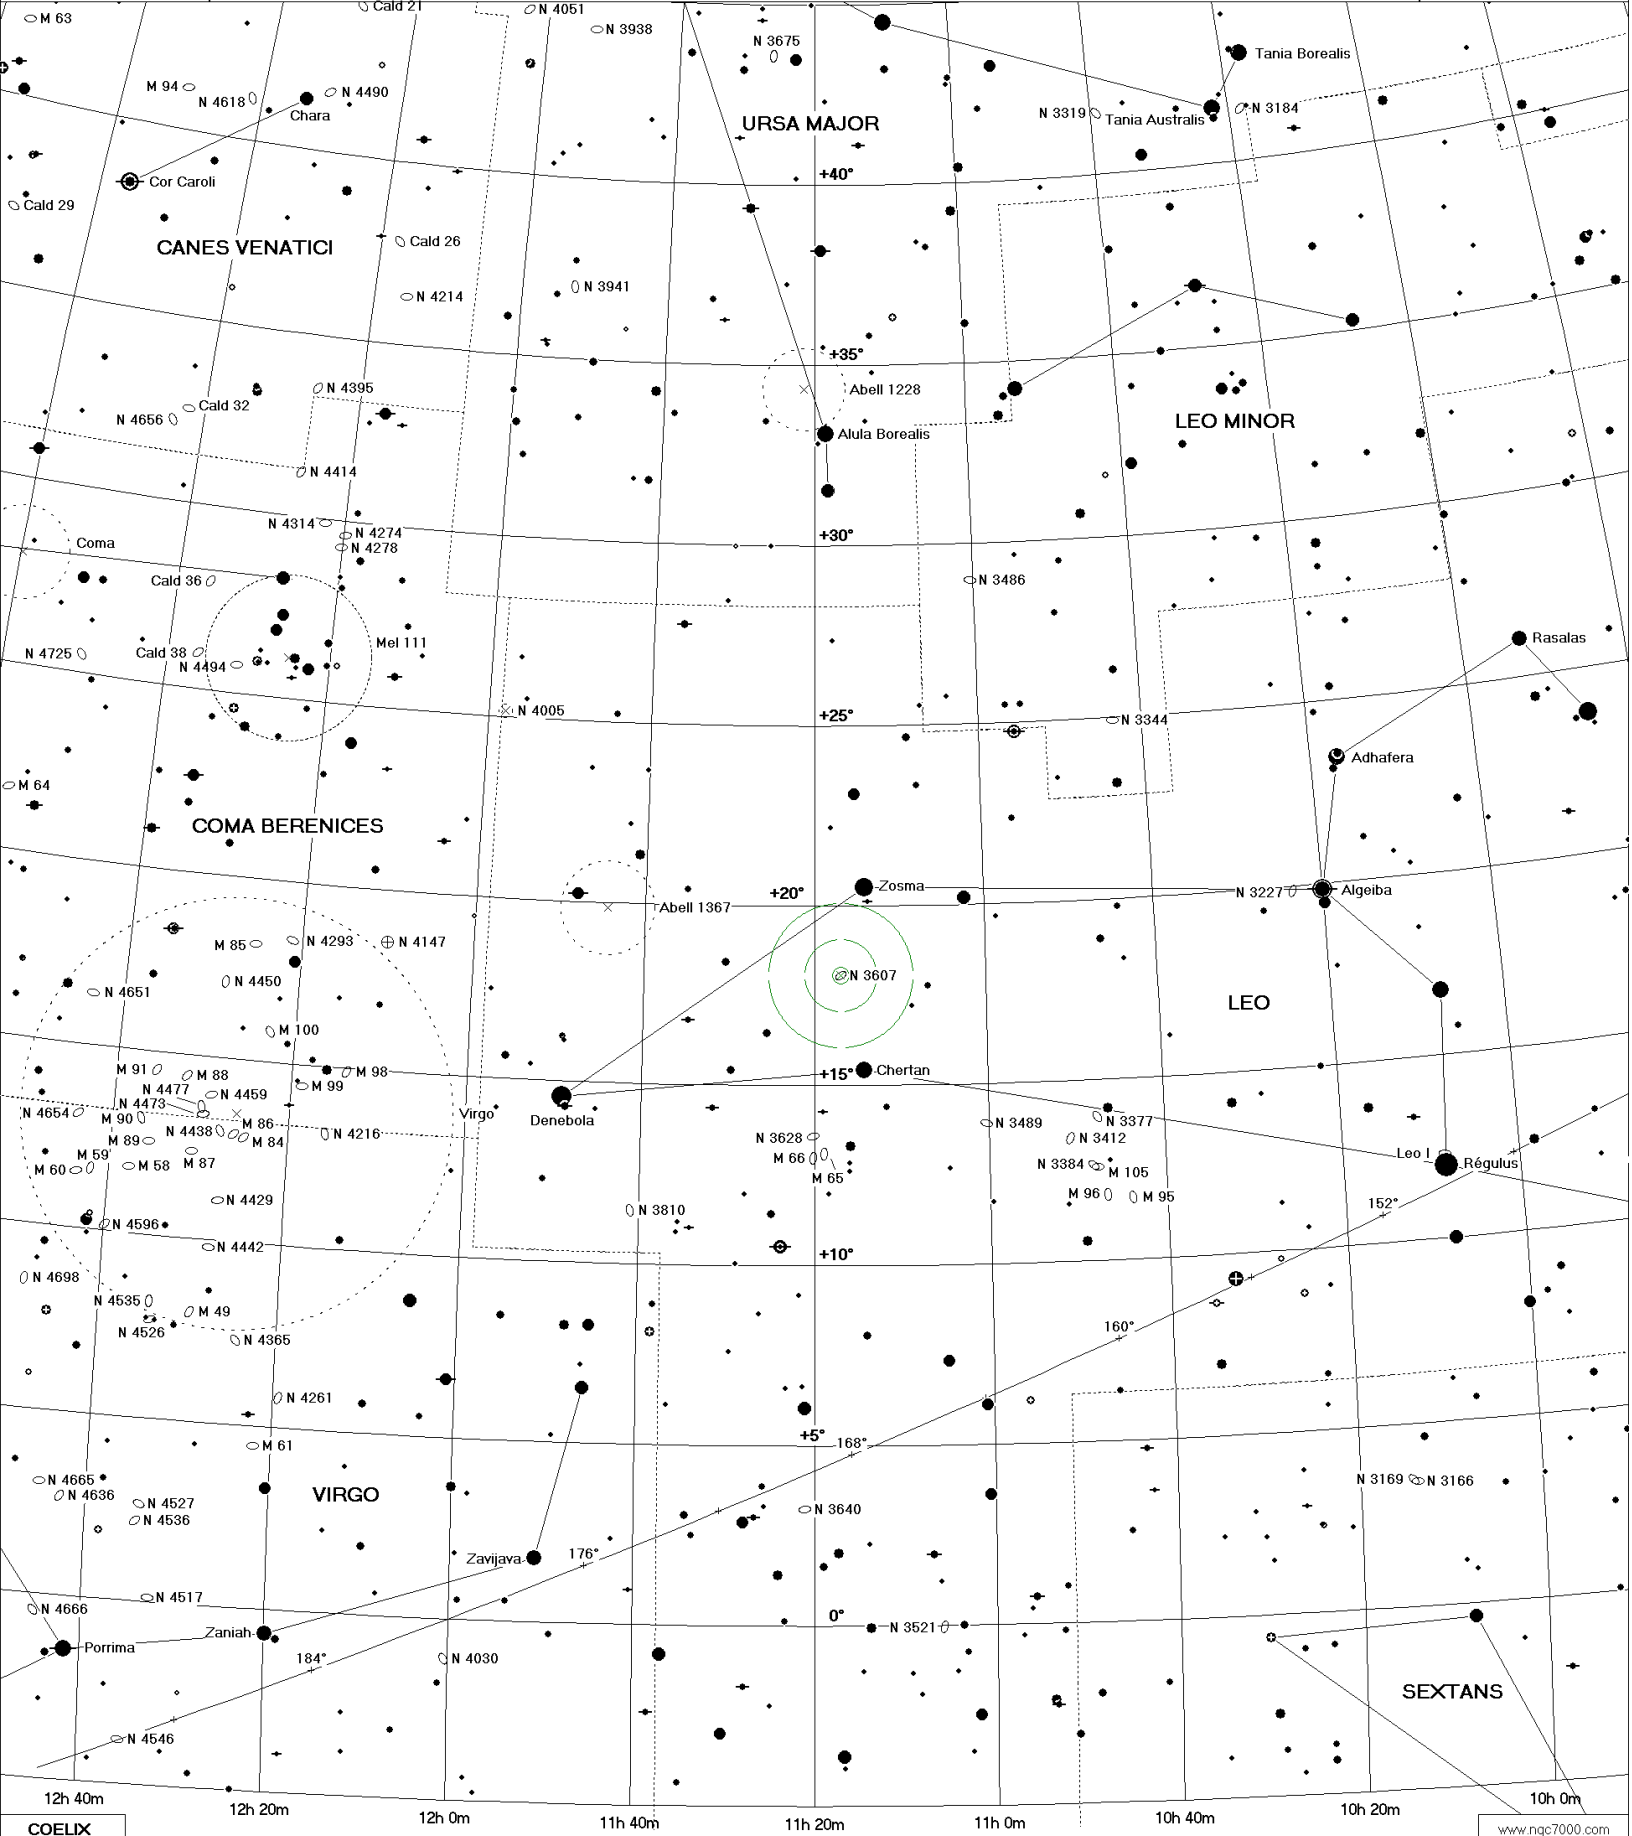 M 63
Cald 21
N 4051
N 3938
N 3675
Tania Borealis
M 94
N 4618
N 4490
Chara
URSA MAJOR
N 3319
Tania Australis
N 3184
Cor Caroli
+40°
Cald 29
CANES VENATICI
Cald 26
N 4214
N 3941
+35°
Abell 1228
N 4395
Cald 32
N 4656
LEO MINOR
Alula Borealis
N 4414
N 4314
N 4274
N 4278
+30°
Coma
Cald 36
N 3486
Mel 111
Rasalas
N 4725
Cald 38
N 4494
N 4005
+25°
N 3344
Adhafera
M 64
COMA BERENICES
Zosma
+20°
N 3227
Algeiba
Abell 1367
M 85
N 4293
N 4147
N 3607
N 4450
N 4651
LEO
M 100
M 91
M 88
M 98
+15°
Chertan
N 4477
N 4459
M 99
N 4473
N 4654
M 90
M 86
Virgo
Denebola
N 3489
N 3377
N 4438
M 84
N 4216
N 3628
N 3412
M 89
M 59
M 87
M 66
Leo I
Régulus
M 60
M 58
M 65
N 3384
M 105
N 4429
M 96
M 95
152°
N 3810
N 4596
N 4442
+10°
N 4698
N 4535
M 49
N 4526
N 4365
160°
N 4261
M 61
+5°
168°
N 4665
N 4636
VIRGO
N 3169
N 3166
N 4527
N 4536
N 3640
Zavijava
176°
N 4517
N 4666
0°
N 3521
Zaniah
Porrima
184°
N 4030
SEXTANS
N 4546
12h 40m
12h 20m
12h 0m
11h 40m
11h 20m
11h 0m
10h 40m
10h 20m
10h 0m
COELIX
www.ngc7000.com